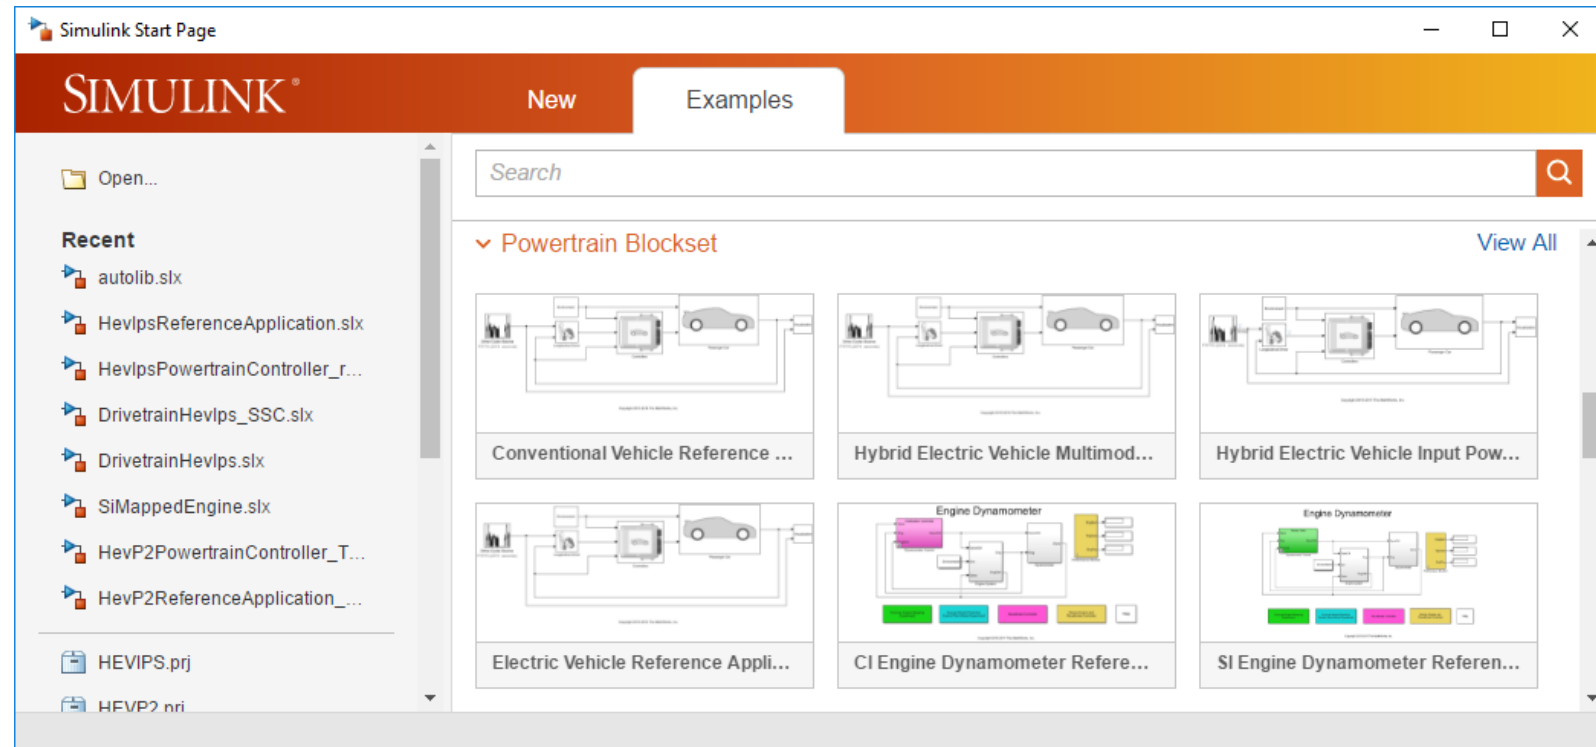 Simulink Start Page
SIMULINK®
New
Examples
Open...
Recent
autolib.slx
HevIpsReferenceApplication.slx
HevIpsPowertrainController_r...
DrivetrainHevIps_SSC.slx
DrivetrainHevIps.slx
SiMappedEngine.slx
HevP2PowertrainController_T...
HevP2ReferenceApplication_...
HEVIPS.prj
HEVP2.prj
Search
Powertrain Blockset
View All
Conventional Vehicle Reference ...
Hybrid Electric Vehicle Multimod...
Hybrid Electric Vehicle Input Pow...
Engine Dynamometer
Engine Dynamometer
Electric Vehicle Reference Appli...
CI Engine Dynamometer Refere...
SI Engine Dynamometer Referen...